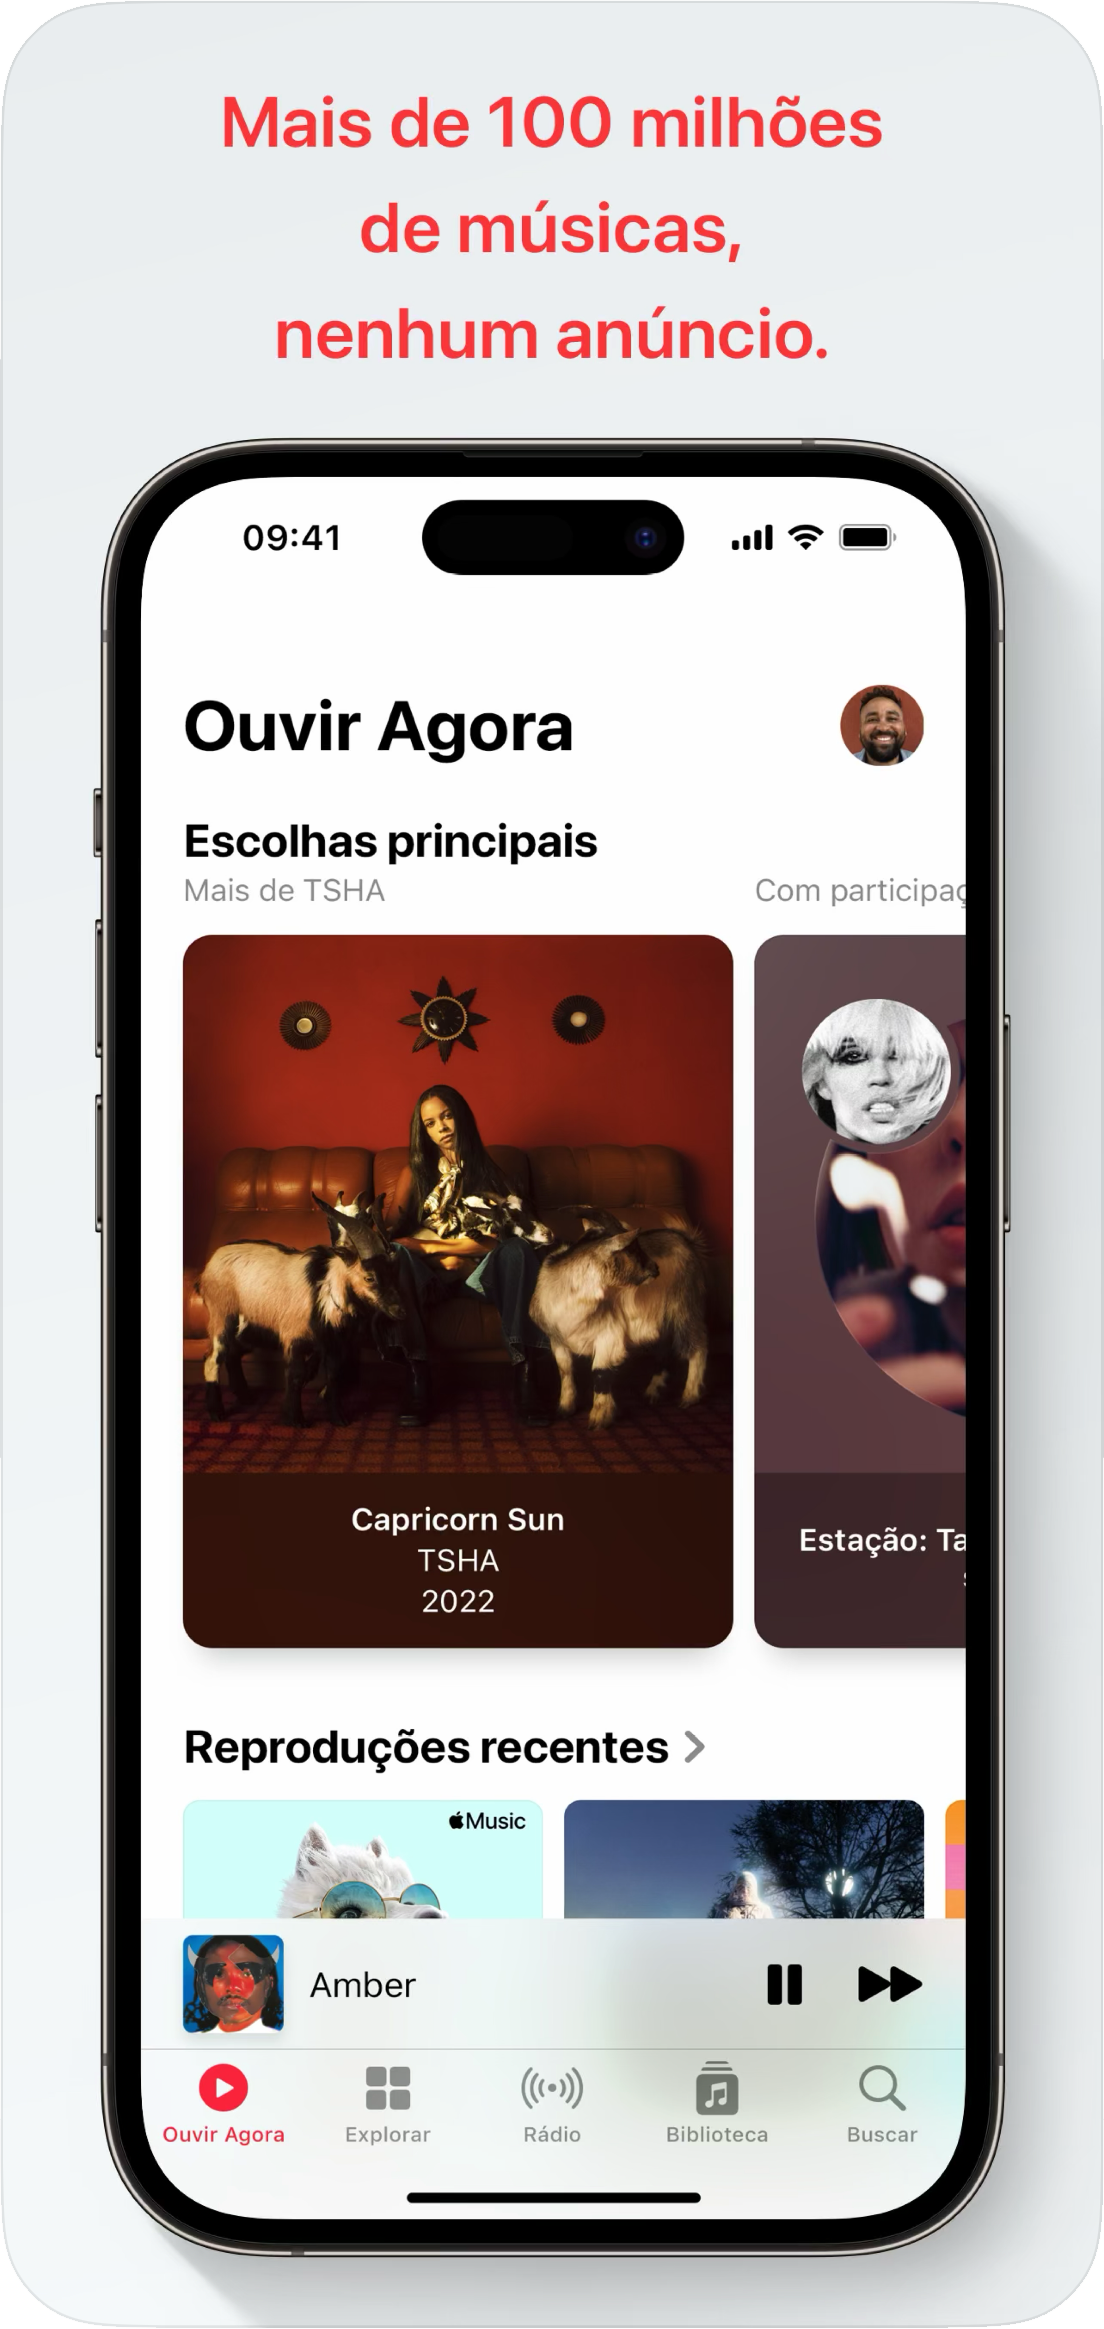 Mais de 100 milhões
de músicas,
nenhum anúncio.
09:41
Ouvir Agora
Escolhas principais
Mais de TSHA
Com participaç
Capricorn Sun
TSHA
2022
Estação: Ta
Reproduções recentes
Music
Amber
Ouvir Agora
Explorar
Rádio
Biblioteca
Buscar